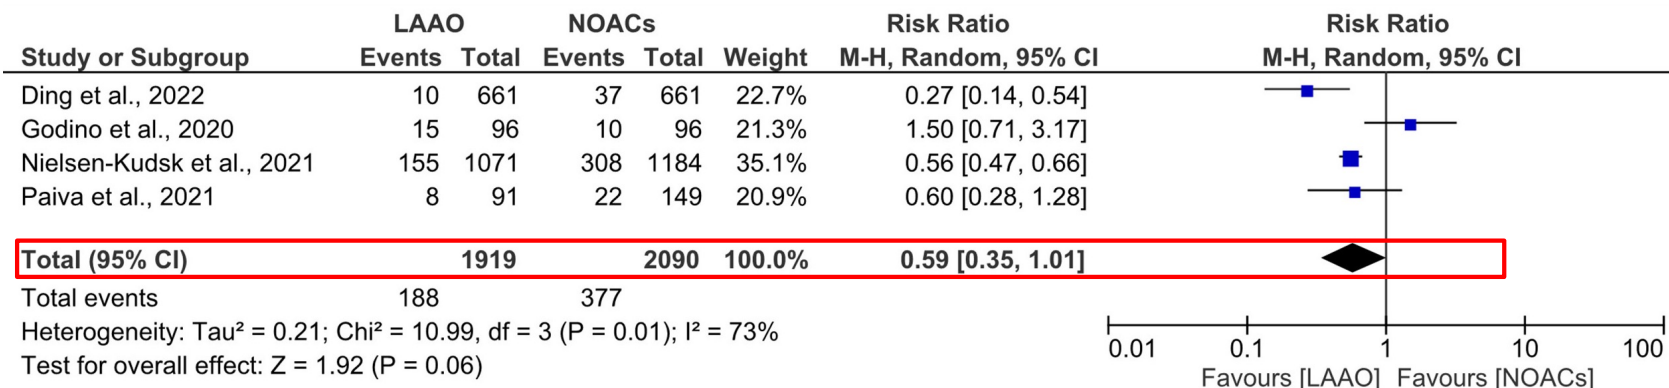 LAAO NOACs Risk Ratio Risk Ratio
Study or Subgroup Events Total Events Total Weight M-H, Random, 95% CI M-H, Random, 95% CI
Ding et al., 2022 10 661 37 661 22.7% 0.27 [0.14, 0.54]
Godino et al., 2020 15 96 10 96 21.3% 1.50 [0.71, 3.17]
Nielsen-Kudsk et al., 2021 155 1071 308 1184 35.1% 0.56 [0.47, 0.66]
Paiva et al., 2021 8 91 22 149 20.9% 0.60 [0.28, 1.28]
Total (95% CI) 1919 2090 100.0% 0.59 [0.35, 1.01]
Total events 188 377
Heterogeneity: Tau² = 0.21; Chi² = 10.99, df = 3 (P = 0.01); I² = 73%
Test for overall effect: Z = 1.92 (P = 0.06)
0.01 0.1 1 10 100
Favours [LAAO] Favours [NOACs]